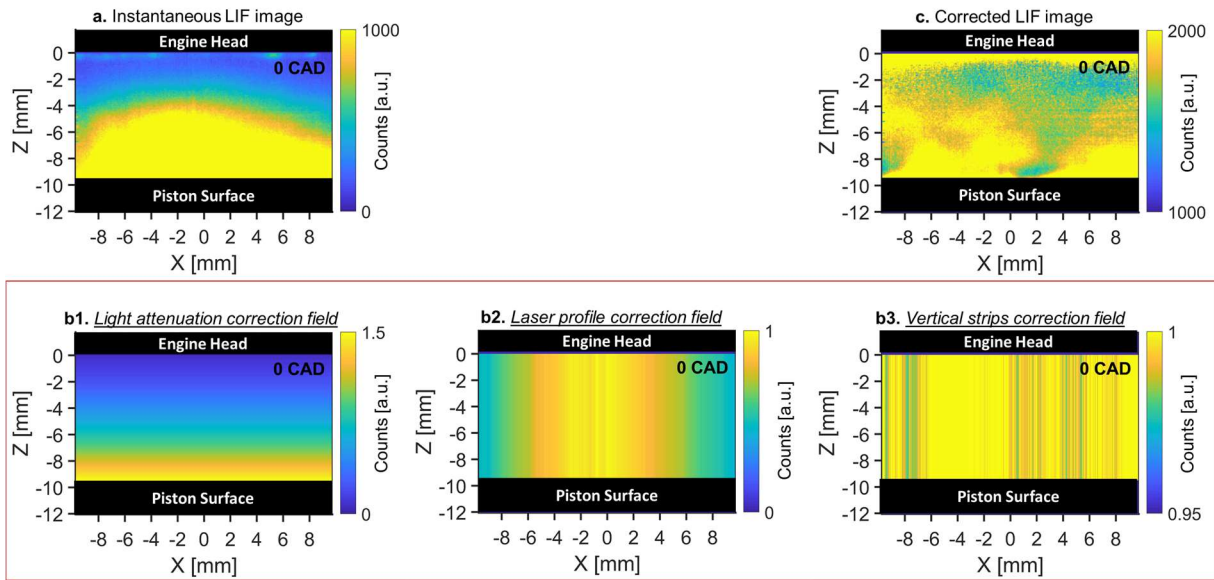 a. Instantaneous LIF image
Engine Head
0 CAD
0
-2
-4
-6
-8
-10
-12
Z [mm]
Piston Surface
-8 -6 -4 -2 0 2 4 6 8
X [mm]
1000
0
Counts [a.u.]
c. Corrected LIF image
Engine Head
0 CAD
0
-2
-4
-6
-8
-10
-12
Z [mm]
Piston Surface
-8 -6 -4 -2 0 2 4 6 8
X [mm]
2000
1000
Counts [a.u.]
b1. Light attenuation correction field
Engine Head
0 CAD
0
-2
-4
-6
-8
-10
-12
Z [mm]
Piston Surface
-8 -6 -4 -2 0 2 4 6 8
X [mm]
1.5
0
Counts [a.u.]
b2. Laser profile correction field
Engine Head
0 CAD
0
-2
-4
-6
-8
-10
-12
Z [mm]
Piston Surface
-8 -6 -4 -2 0 2 4 6 8
X [mm]
1
0
Counts [a.u.]
b3. Vertical strips correction field
Engine Head
0 CAD
0
-2
-4
-6
-8
-10
-12
Z [mm]
Piston Surface
-8 -6 -4 -2 0 2 4 6 8
X [mm]
1
0.95
Counts [a.u.]